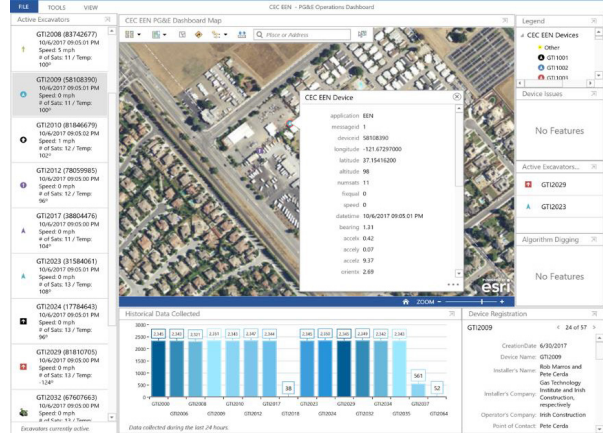 FILE TOOLS VIEW
CEC EEN - PG&E Operations Dashboard
Active Excavators
GTI2008 (83742677)
10/6/2017 09:05:01 PM
Speed: 5 mph
# of Sats: 11 / Temp:
100°
GTI2009 (58108390)
10/6/2017 09:05:01 PM
Speed: 0 mph
# of Sats: 11 / Temp:
100°
GTI2010 (81846679)
10/6/2017 09:05:02 PM
Speed: 1 mph
# of Sats: 12 / Temp:
102°
GTI2012 (78059985)
10/6/2017 09:05:00 PM
Speed: 0 mph
# of Sats: 12 / Temp:
96°
GTI2017 (38804476)
10/6/2017 09:05:00 PM
Speed: 0 mph
# of Sats: 11 / Temp:
104°
GTI2023 (31584061)
10/6/2017 09:05:01 PM
Speed: 0 mph
# of Sats: 13 / Temp:
108°
GTI2024 (17784643)
10/6/2017 09:05:01 PM
Speed: 0 mph
# of Sats: 13 / Temp:
96°
GTI2029 (81810705)
10/6/2017 09:05:01 PM
Speed: 0 mph
# of Sats: 13 / Temp:
-124°
GTI2032 (67607663)
10/6/2017 09:05:00 PM
Speed: 0 mph
# of Sats: 12 / Temp:
Excavators currently active
CEC EEN PG&E Dashboard Map
Place or Address
CEC EEN Device
application EEN
messageid 1
deviceid 58108390
longitude -121.67297000
latitude 37.15416200
altitude 98
numsats 11
fixqual 0
speed 0
datetime 10/6/2017 09:05:01 PM
bearing 1.31
accelx 0.42
accely 0.07
accelz 9.37
orientx 2.69
esri
ZOOM
Legend
CEC EEN Devices
Other
GTI1001
GTI1002
GTI1003
Device Issues
No Features
Active Excavators...
GTI2029
GTI2023
Algorithm Digging
No Features
Historical Data Collected
3000
2500
2000
1500
1000
500
0
38
561
52
GTI2000 GTI2008 GTI2010 GTI2017 GTI2023 GTI2029 GTI2037
GTI2006 GTI2009 GTI2012 GTI2018 GTI2024 GTI2032 GTI2035 GTI2064
Data collected during the last 24 hours
Device Registration
GTI2009 < 24 of 57 >
CreationDate 6/30/2017
Device Name: GTI2009
Installer's Name: Rob Marros and
Pete Cerda
Installer's Company: Gas Technology
Institute and Irish
Construction,
respectively
Operator's Company: Irish Construction
Point of Contact: Pete Cerda